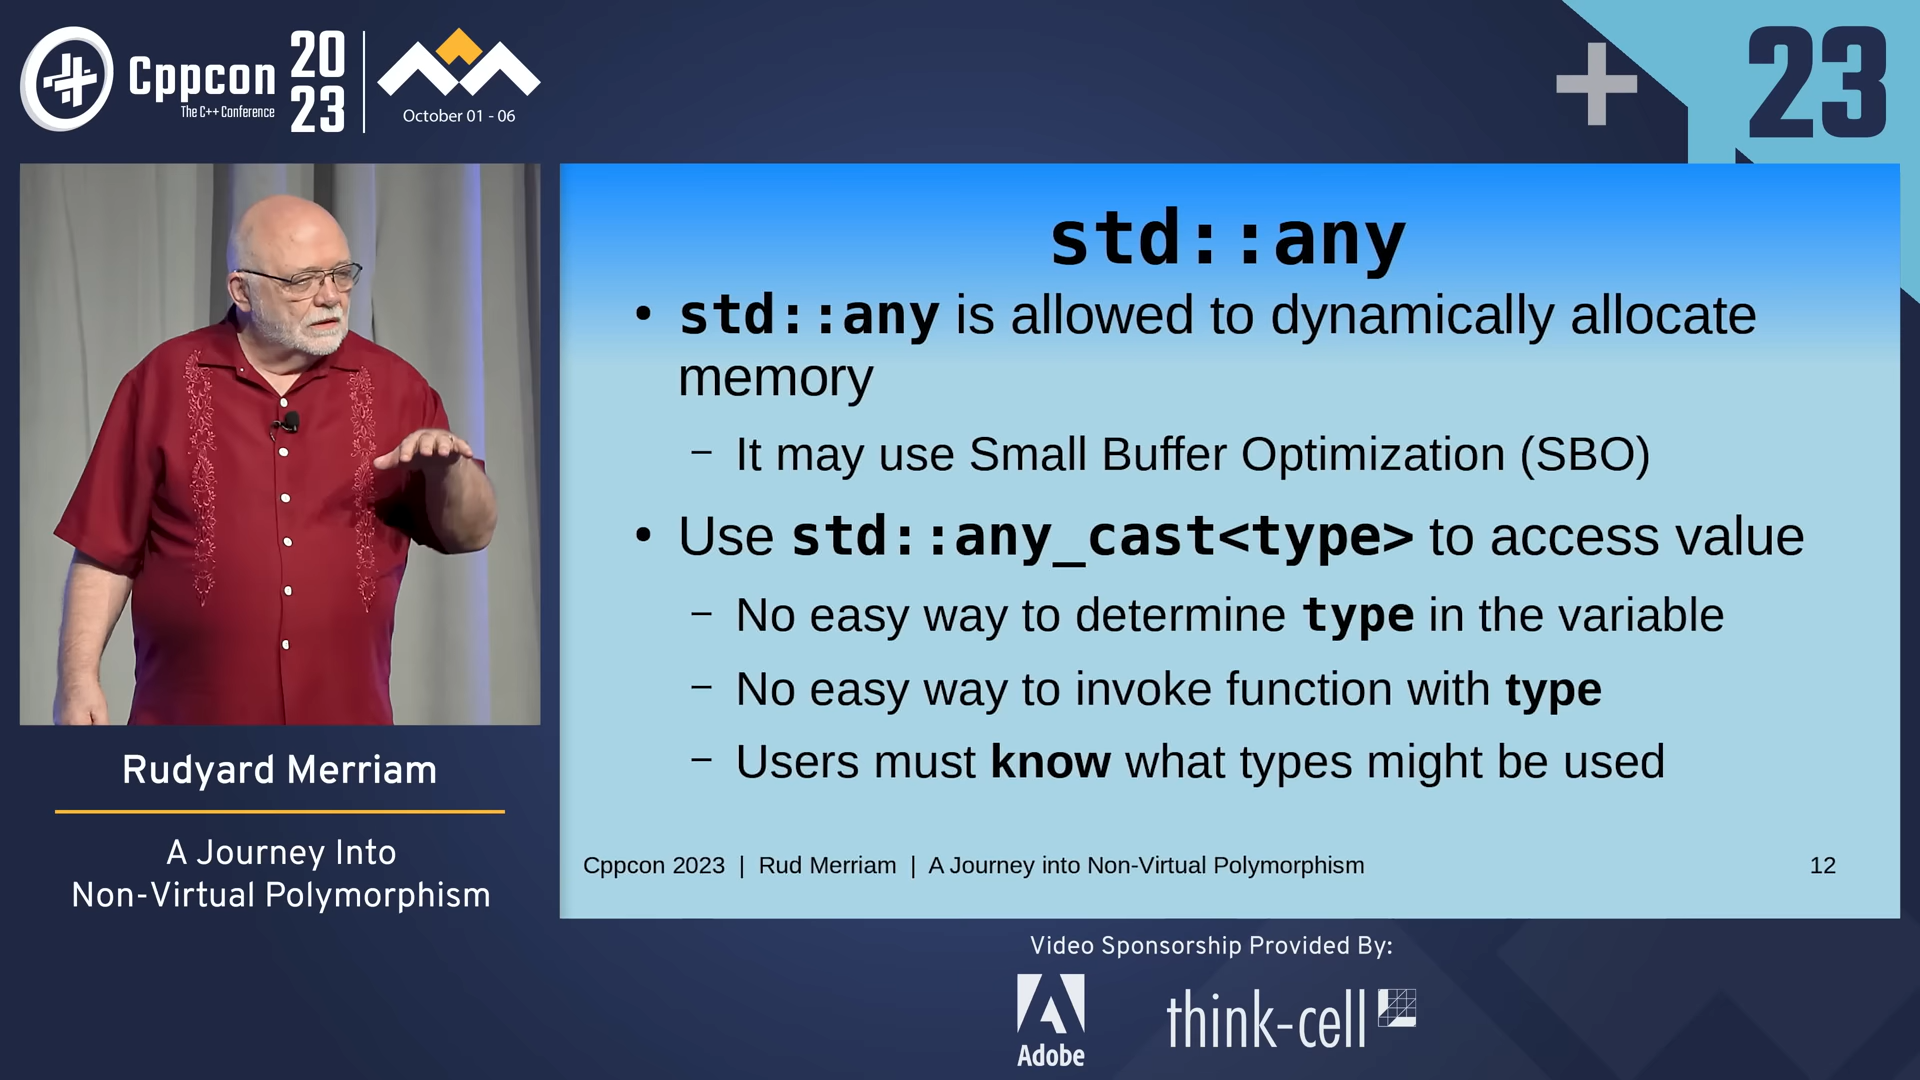 Cppcon
The C++ Conference
20
23
October 01 - 06
23
std::any
• std::any is allowed to dynamically allocate
memory
– It may use Small Buffer Optimization (SBO)
• Use std::any_cast<type> to access value
– No easy way to determine type in the variable
– No easy way to invoke function with type
– Users must know what types might be used
Cppcon 2023 | Rud Merriam | A Journey into Non-Virtual Polymorphism
12
Rudyard Merriam
A Journey Into
Non-Virtual Polymorphism
Video Sponsorship Provided By:
Adobe
think-cell